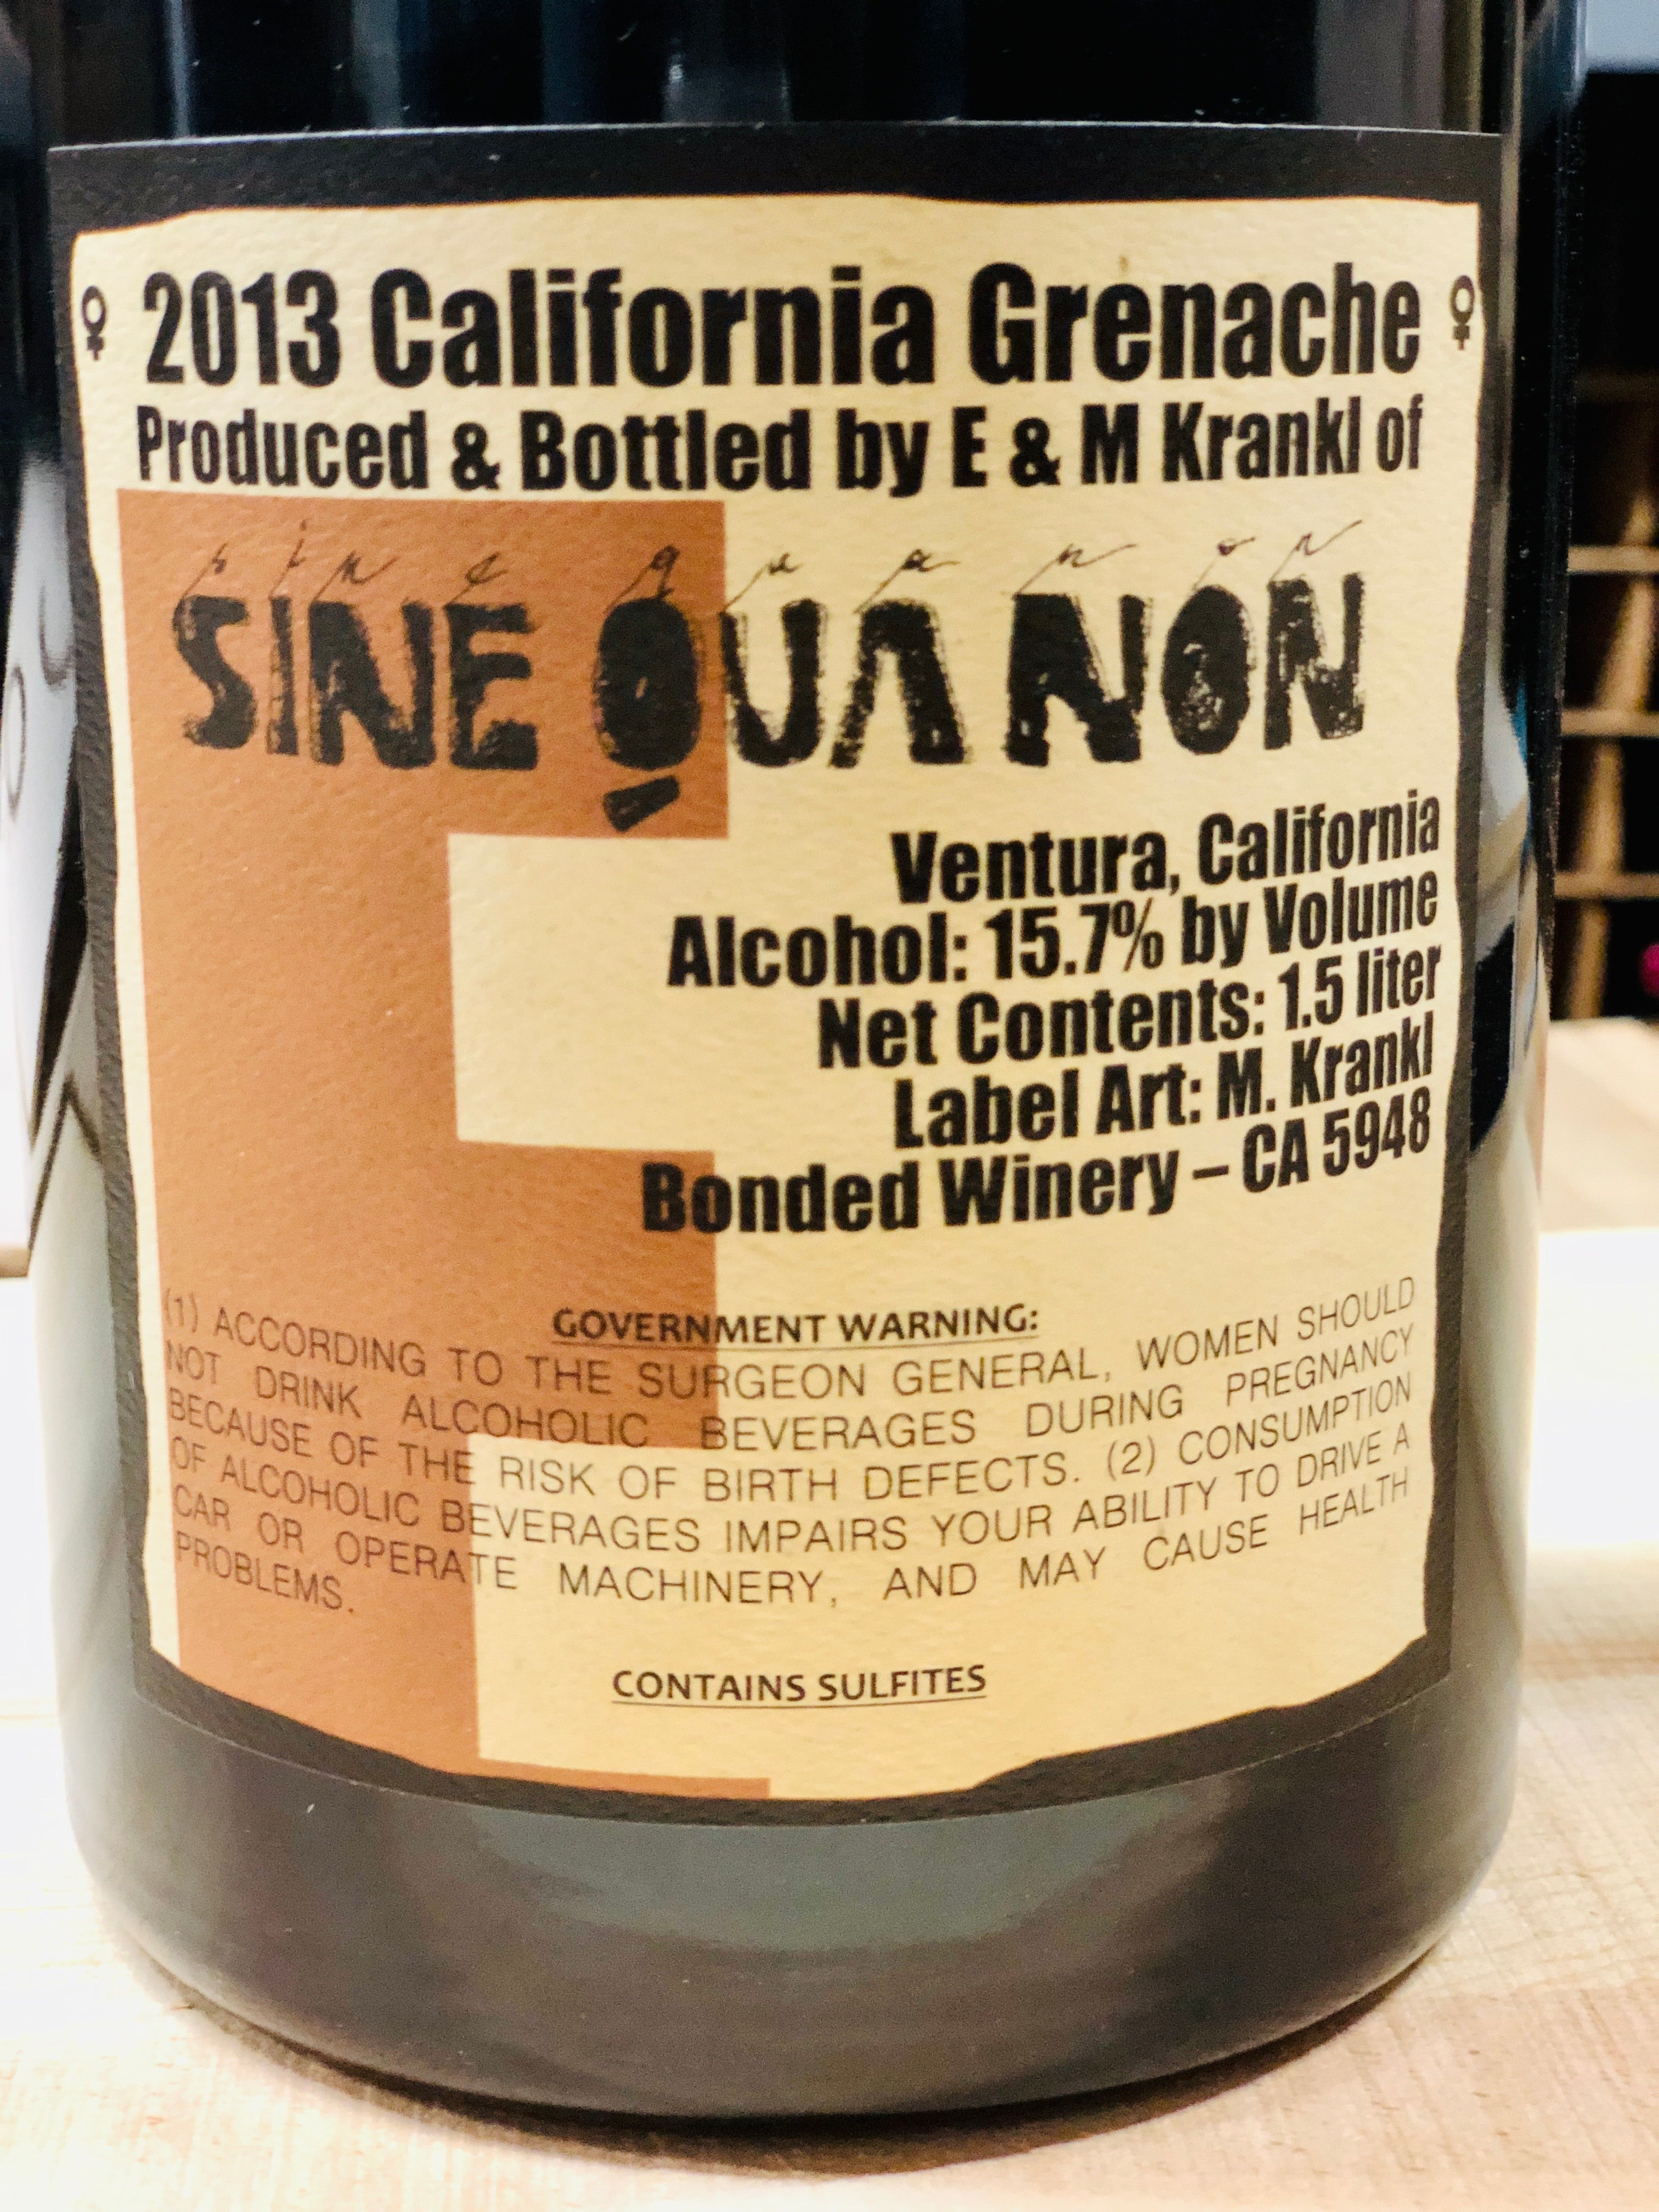 ♀ 2013 California Grenache ♀
Produced & Bottled by E & M Krankl of
s i n e q u a n o n
SINE QUA NON
Ventura, California
Alcohol: 15.7% by Volume
Net Contents: 1.5 liter
Label Art: M. Krankl
Bonded Winery – CA 5948
GOVERNMENT WARNING:
(1) ACCORDING TO THE SURGEON GENERAL, WOMEN SHOULD
NOT DRINK ALCOHOLIC BEVERAGES DURING PREGNANCY
BECAUSE OF THE RISK OF BIRTH DEFECTS. (2) CONSUMPTION
OF ALCOHOLIC BEVERAGES IMPAIRS YOUR ABILITY TO DRIVE A
CAR OR OPERATE MACHINERY, AND MAY CAUSE HEALTH
PROBLEMS.
CONTAINS SULFITES